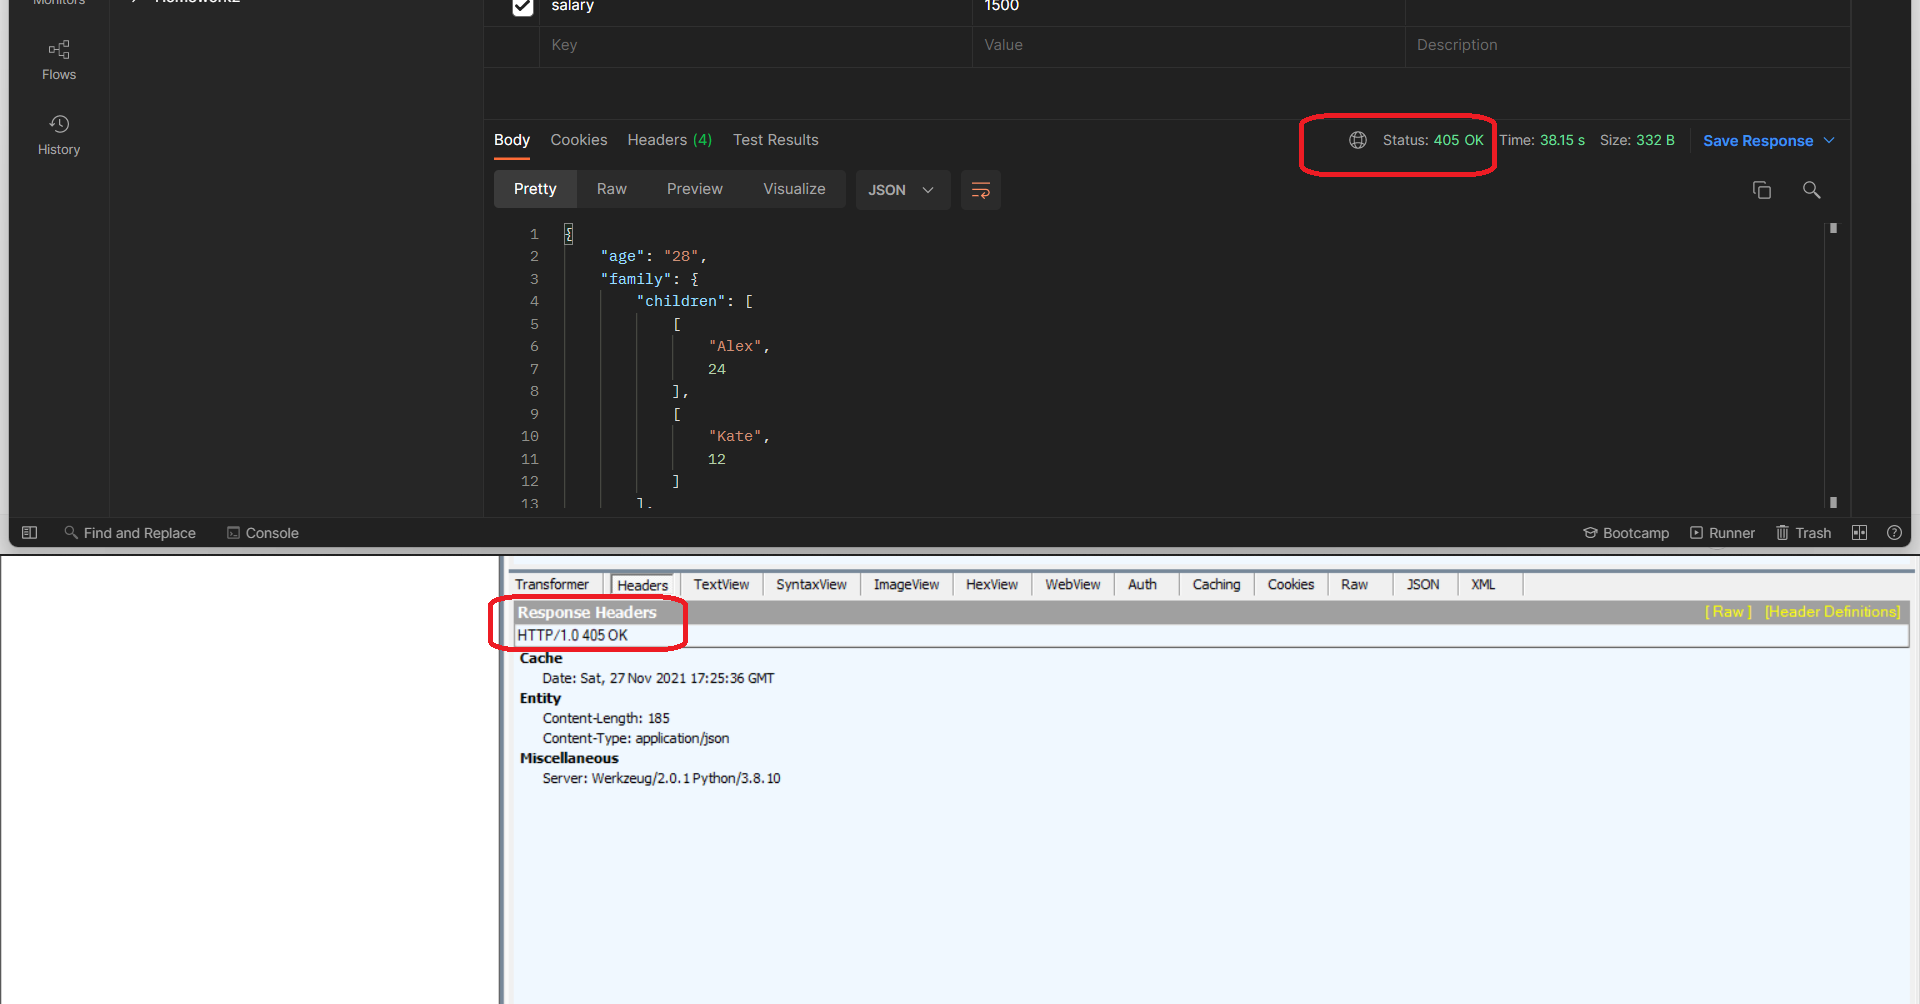 Monitors
Homework2
salary 1500
Key Value Description
Flows
History
Body Cookies Headers (4) Test Results Status: 405 OK Time: 38.15 s Size: 332 B Save Response
Pretty Raw Preview Visualize JSON
1 {
2 "age": "28",
3 "family": {
4 "children": [
5 [
6 "Alex",
7 24
8 ],
9 [
10 "Kate",
11 12
12 ]
13 ],
Find and Replace Console Bootcamp Runner Trash
Transformer Headers TextView SyntaxView ImageView HexView WebView Auth Caching Cookies Raw JSON XML
Response Headers [ Raw ] [Header Definitions]
HTTP/1.0 405 OK
Cache
Date: Sat, 27 Nov 2021 17:25:36 GMT
Entity
Content-Length: 185
Content-Type: application/json
Miscellaneous
Server: Werkzeug/2.0.1 Python/3.8.10